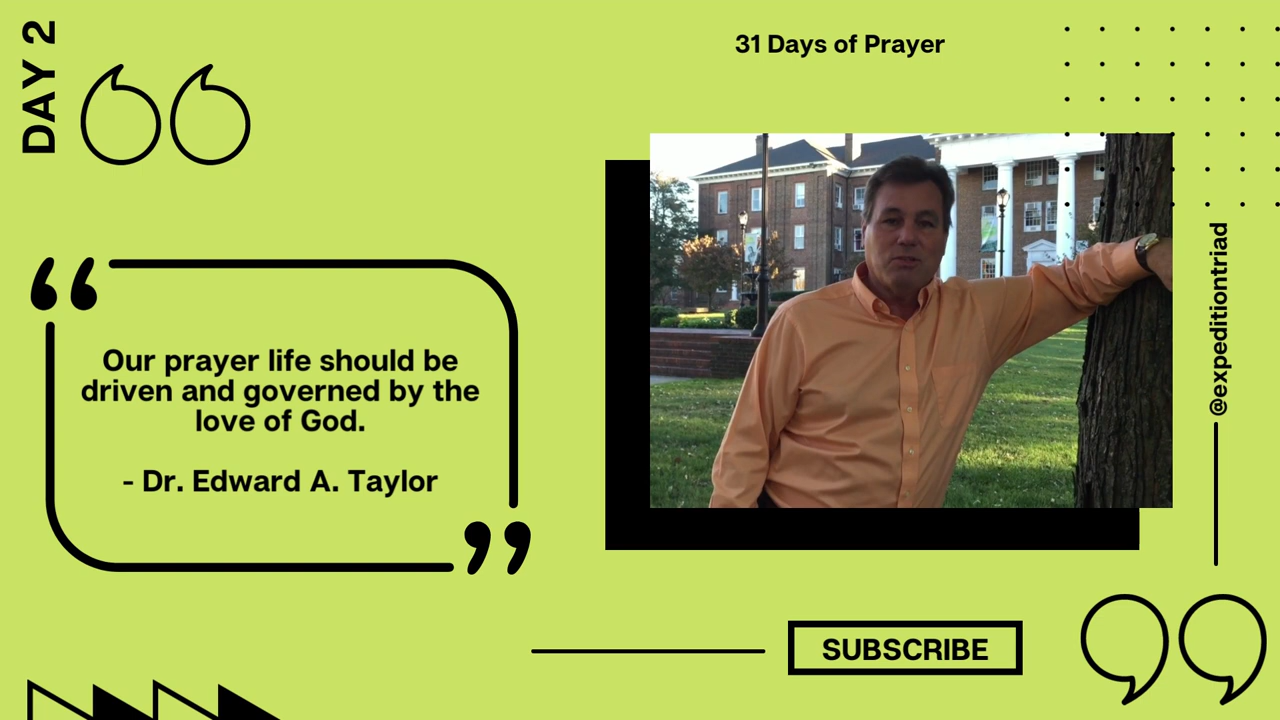 DAY 2
31 Days of Prayer
Our prayer life should be
driven and governed by the
love of God.
- Dr. Edward A. Taylor
@expeditiontriad
SUBSCRIBE